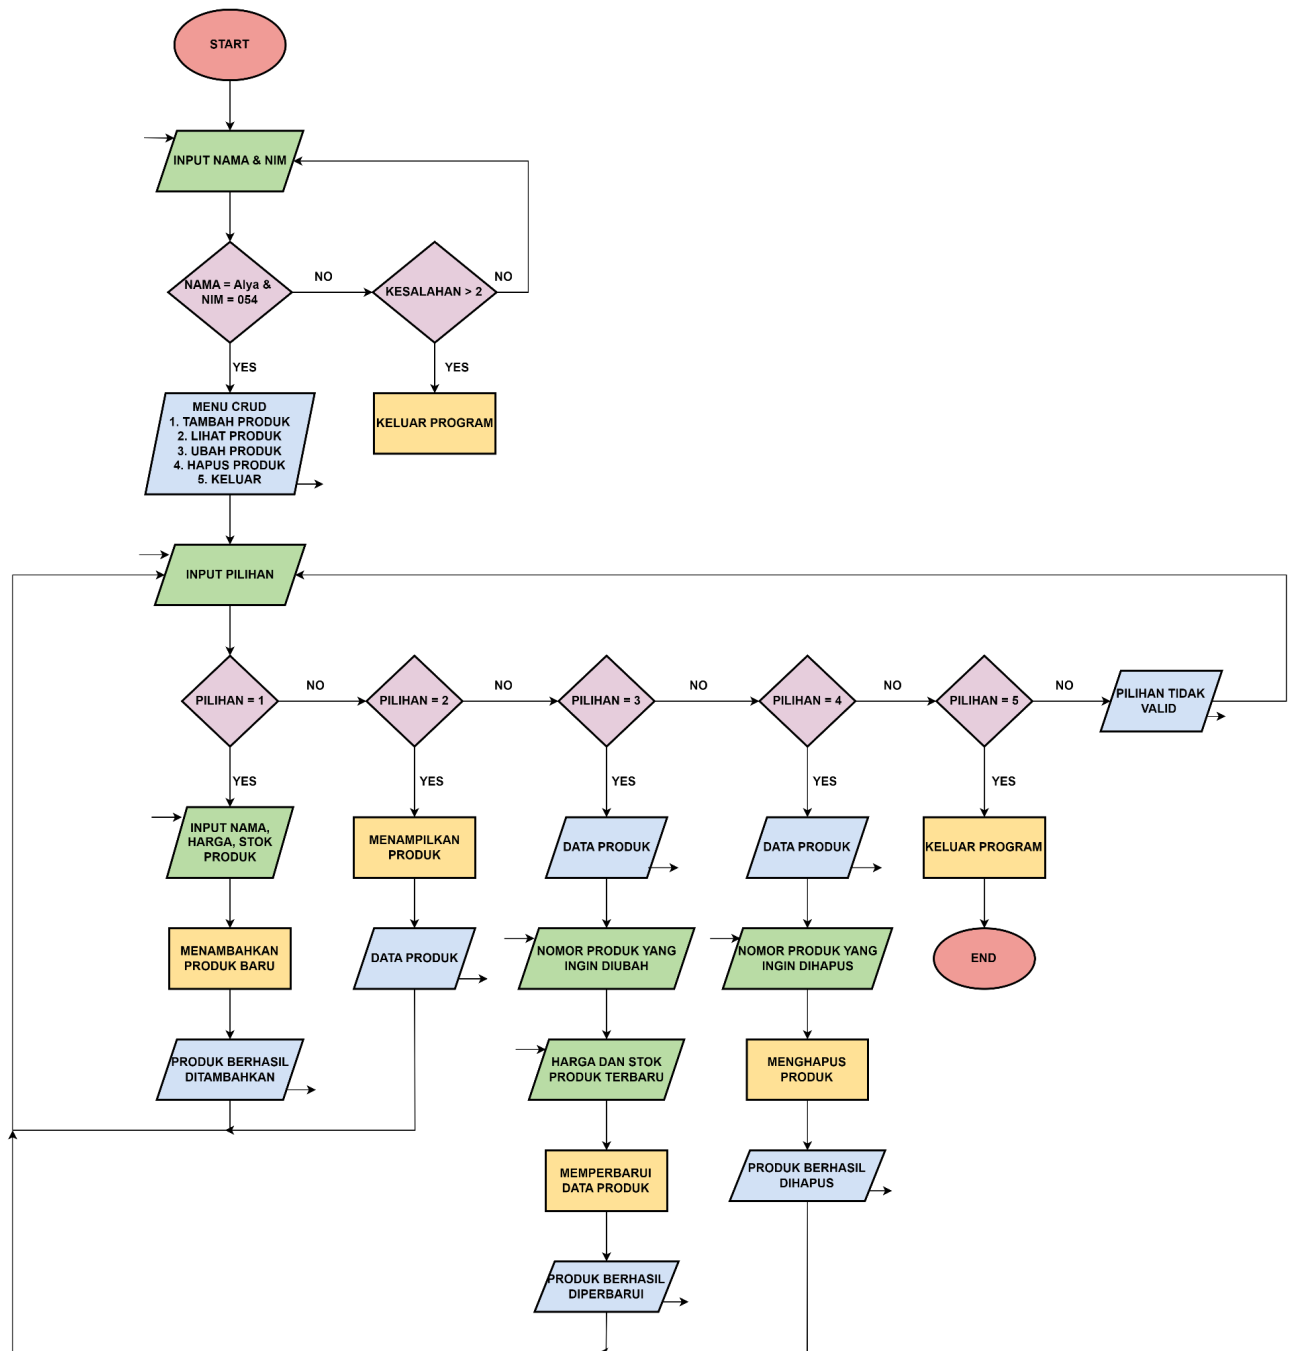 START
INPUT NAMA & NIM
NAMA = Alya &
NIM = 054
NO
KESALAHAN > 2
NO
YES
YES
MENU CRUD
1. TAMBAH PRODUK
2. LIHAT PRODUK
3. UBAH PRODUK
4. HAPUS PRODUK
5. KELUAR
KELUAR PROGRAM
INPUT PILIHAN
PILIHAN = 1
NO
PILIHAN = 2
NO
PILIHAN = 3
NO
PILIHAN = 4
NO
PILIHAN = 5
NO
PILIHAN TIDAK
VALID
YES
YES
YES
YES
YES
INPUT NAMA,
HARGA, STOK
PRODUK
MENAMPILKAN
PRODUK
DATA PRODUK
DATA PRODUK
KELUAR PROGRAM
MENAMBAHKAN
PRODUK BARU
DATA PRODUK
NOMOR PRODUK YANG
INGIN DIUBAH
NOMOR PRODUK YANG
INGIN DIHAPUS
END
PRODUK BERHASIL
DITAMBAHKAN
HARGA DAN STOK
PRODUK TERBARU
MENGHAPUS
PRODUK
MEMPERBARUI
DATA PRODUK
PRODUK BERHASIL
DIHAPUS
PRODUK BERHASIL
DIPERBARUI